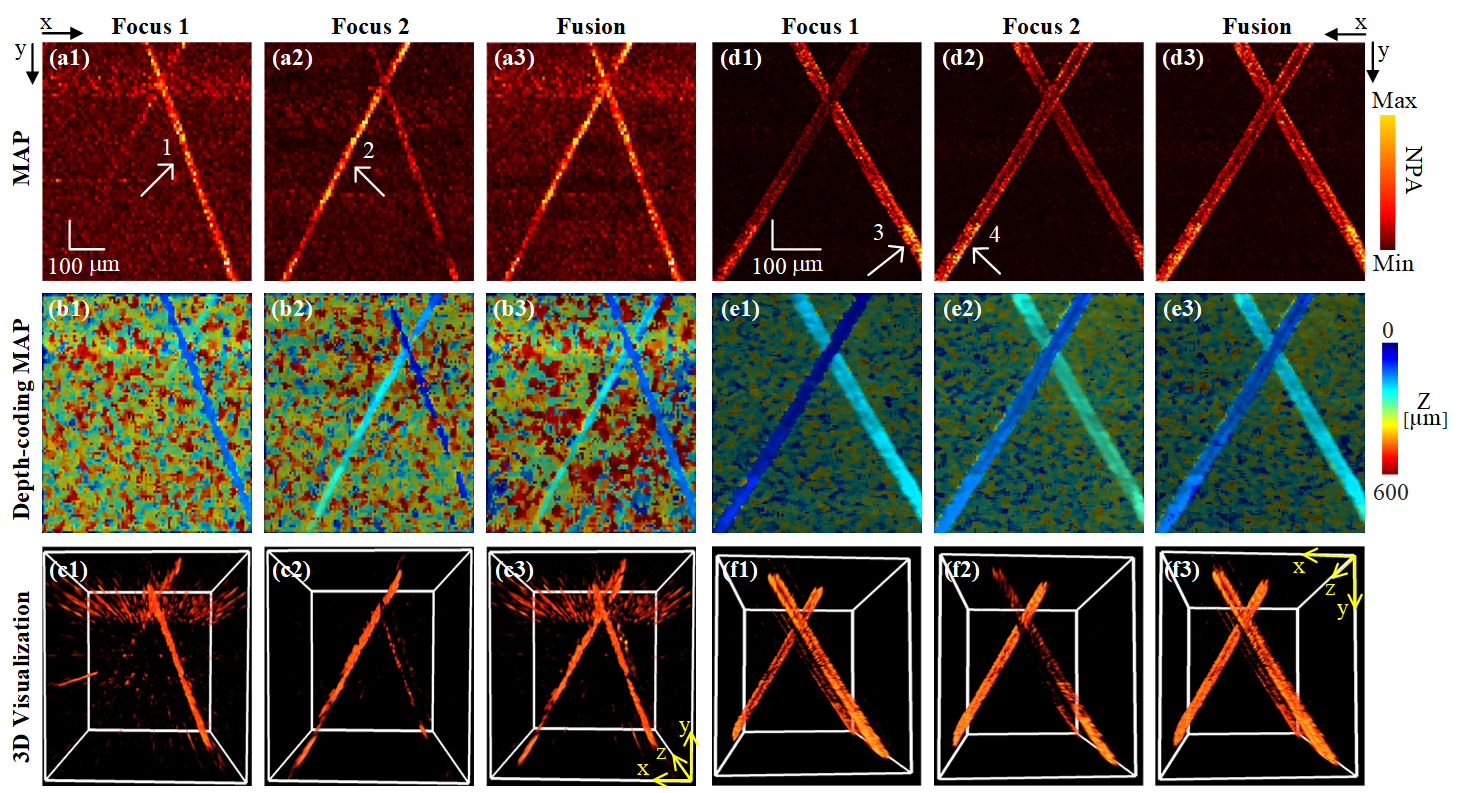 x Focus 1 Focus 2 Fusion Focus 1 Focus 2 Fusion x
y (a1) (a2) (a3) (d1) (d2) (d3) y
MAP
1 2 3 4
100 μm 100 μm
Max
NPA
Min
Depth-coding MAP
(b1) (b2) (b3) (e1) (e2) (e3)
0
Z
[μm]
600
3D Visualization
(c1) (c2) (c3) (f1) (f2) (f3)
x
z
y
y
z
x